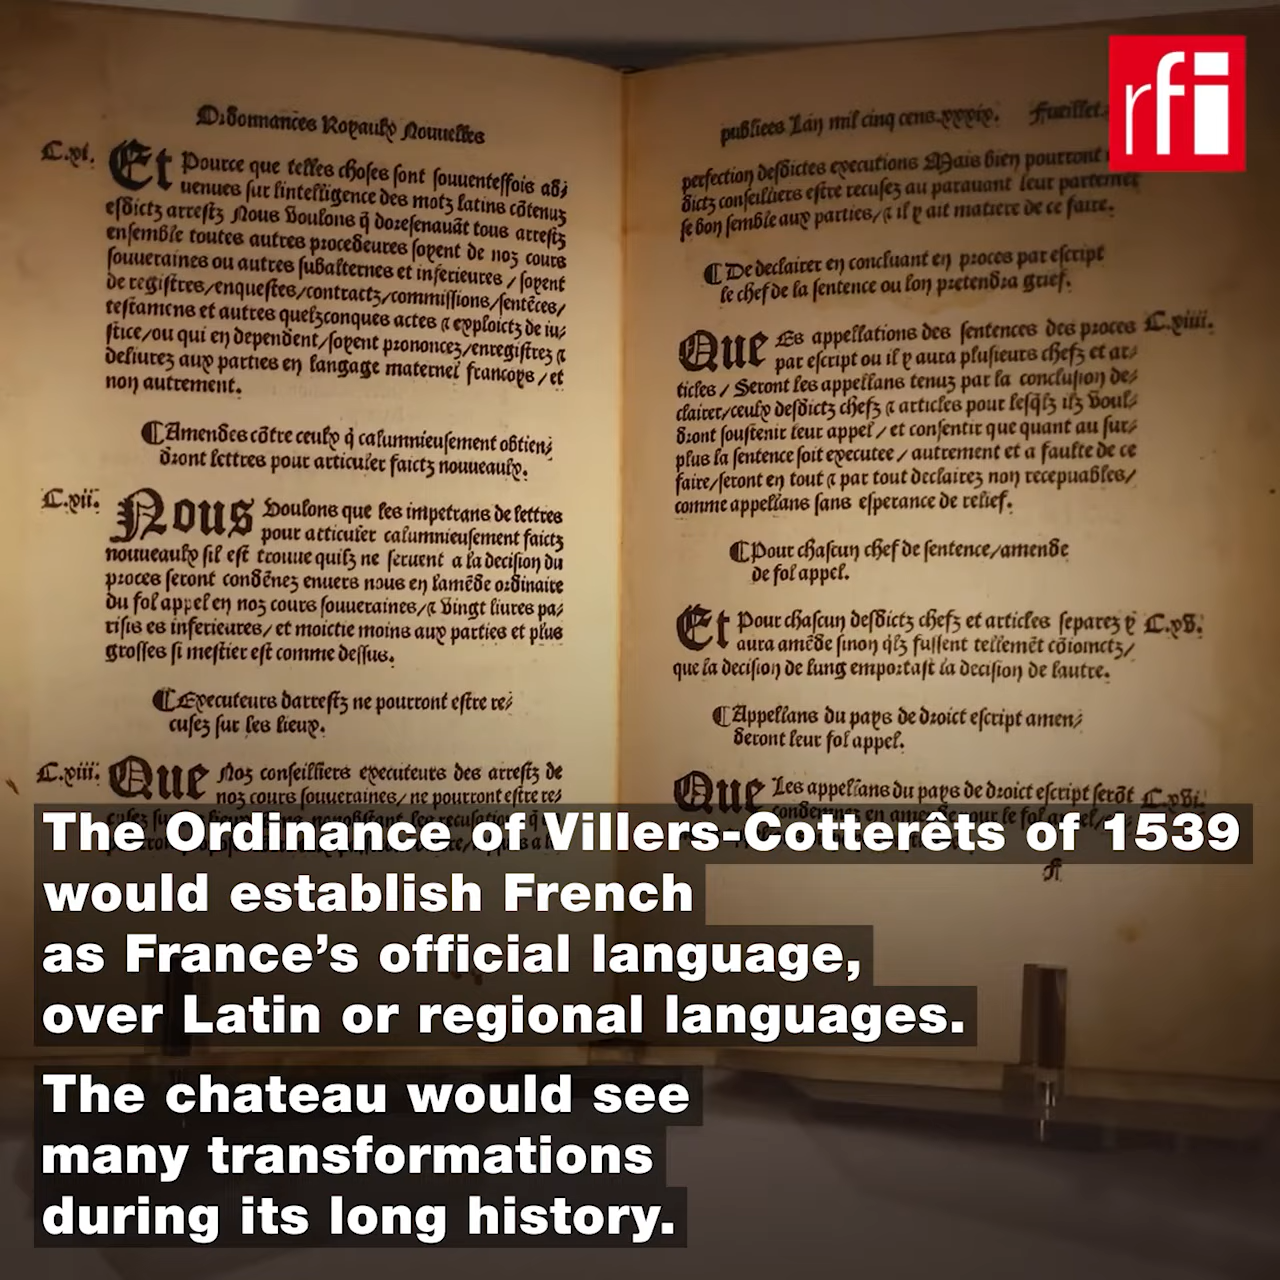 Ordonnances Royaulx Nouuelles
C.xi. Et Pource que telles choses sont souuenteffois ad⸗
uenues sur lintelligence des motz latins cõtenuz
esdictz arrestz Nous Voulons q̃ doresenauãt tous arrestz
ensemble toutes autres procedeures soyent de noz cours
souueraines ou autres subalternes et inferieures / soyent
de registres/enquestes/contractz/commissions/sentẽces/
testamens et autres quelzconques actes ⁊ exploictz de iu⸗
stice/ou qui en dependent/soyent prononcez/enregistrez ⁊
deliurez aux parties en langage maternel francoys / et
non autrement.
¶Amendes cõtre ceulx q̃ calumnieusement obtien⸗
dront lettres pour articuler faictz nouueaulx.
C.xii. Nous Voulons que les impetrans de lettres
pour articuler calumnieusement faictz
nouueaulx sil est trouue quilz ne seruent a la decision du
proces seront condẽnez enuers nous en lamẽde ordinaire
du fol appel en noz cours souueraines/⁊ Vingt liures pa⸗
risis es inferieures/ et moictie moins aux parties et plus
grosses si mestier est comme dessus.
¶Executeurs darrestz ne pourront estre re⸗
cusez sur les lieux.
C.xiii. Que Noz conseilliers executeurs des arrestz de
noz cours souueraines/ ne pourront estre re⸗
publiees Lan mil cinq cens.xxxix. Fueillet.
perfection desdictes executions Mais bien pourront
dictz conseilliers estre recusez au parauant leur partement
se bon semble aux parties/⁊ il y ait matiere de ce faire.
¶De declairer en concluant en proces par escript
le chef de la sentence ou lon pretendra grief.
Que Es appellations des sentences des proces C.xiiii.
par escript ou il y aura plusieurs chefz et ar⸗
ticles / Seront les appellans tenuz par la conclusion de⸗
clairer/ceulx desdictz chefz ⁊ articles pour lesq̃lz ilz Voul⸗
dront soustenir leur appel / et consentir que quant au sur⸗
plus la sentence soit executee / autrement et a faulte de ce
faire/seront en tout ⁊ par tout declairez non recepuables/
comme appellans sans esperance de relief.
¶Pour chascun chef de sentence/amende
de fol appel.
Et Pour chascun desdictz chefs et articles separez y C.xv.
aura amẽde sinon q̃lz fussent tellemẽt cõioinctz/
que la decision de lung emportast la decision de lautre.
¶Appellans du pays de droict escript amen⸗
deront leur fol appel.
Que Les appellans du pays de droict escript serõt C.xvi.
rfi
The Ordinance of Villers-Cotterêts of 1539
would establish French
as France’s official language,
over Latin or regional languages.
The chateau would see
many transformations
during its long history.